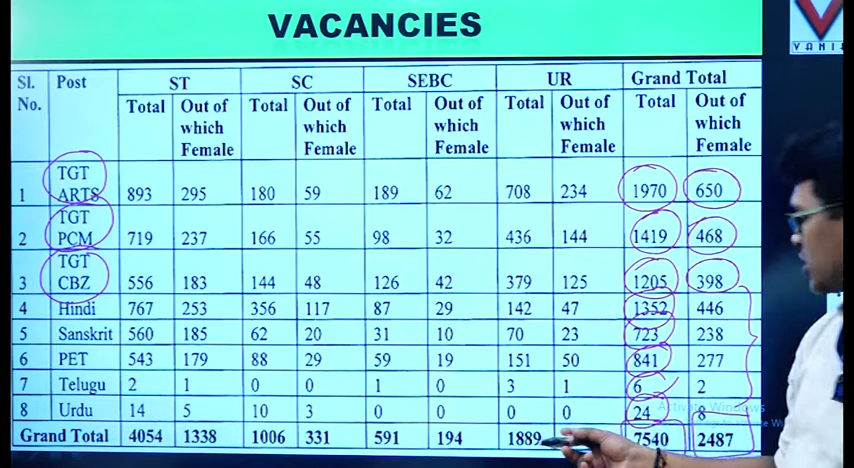 VACANCIES
VANIK
Sl. No. Post ST SC SEBC UR Grand Total
Total Out of which Female Total Out of which Female Total Out of which Female Total Out of which Female Total Out of which Female
1 TGT ARTS 893 295 180 59 189 62 708 234 1970 650
2 TGT PCM 719 237 166 55 98 32 436 144 1419 468
3 TGT CBZ 556 183 144 48 126 42 379 125 1205 398
4 Hindi 767 253 356 117 87 29 142 47 1352 446
5 Sanskrit 560 185 62 20 31 10 70 23 723 238
6 PET 543 179 88 29 59 19 151 50 841 277
7 Telugu 2 1 0 0 1 0 3 1 6 2
8 Urdu 14 5 10 3 0 0 0 0 24 8
Activate Windows
Grand Total 4054 1338 1006 331 591 194 1889 7540 2487